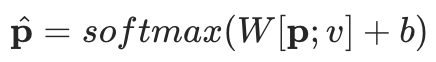 p̂ = softmax(W[p; v] + b)